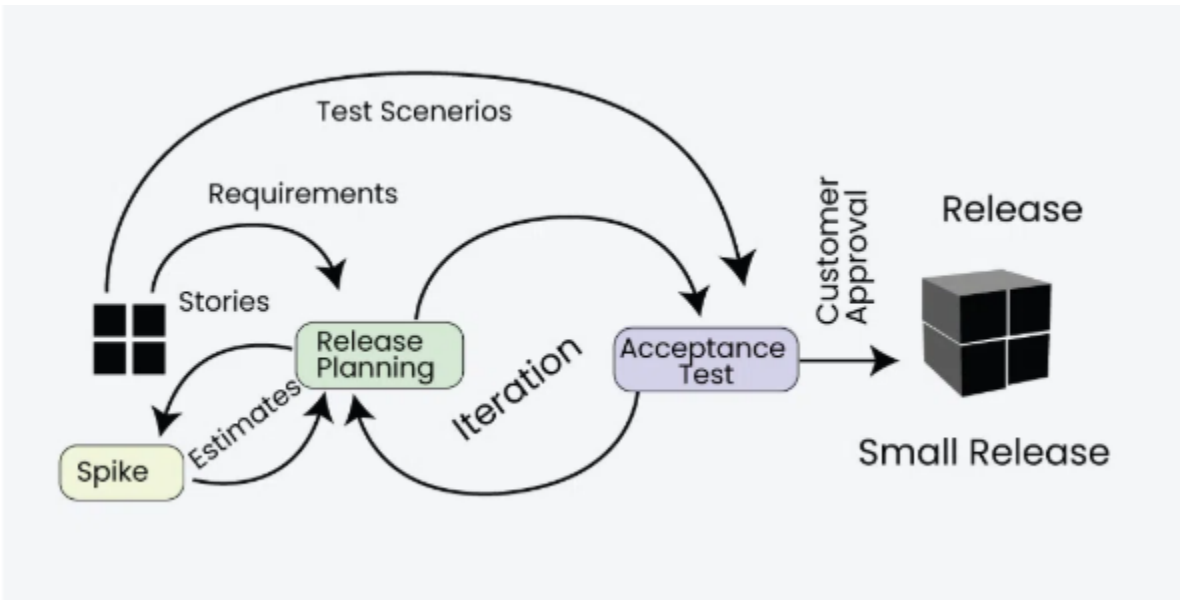 Test Scenerios
Requirements
Stories
Release
Planning
Estimates
Spike
Iteration
Acceptance
Test
Customer
Approval
Release
Small Release